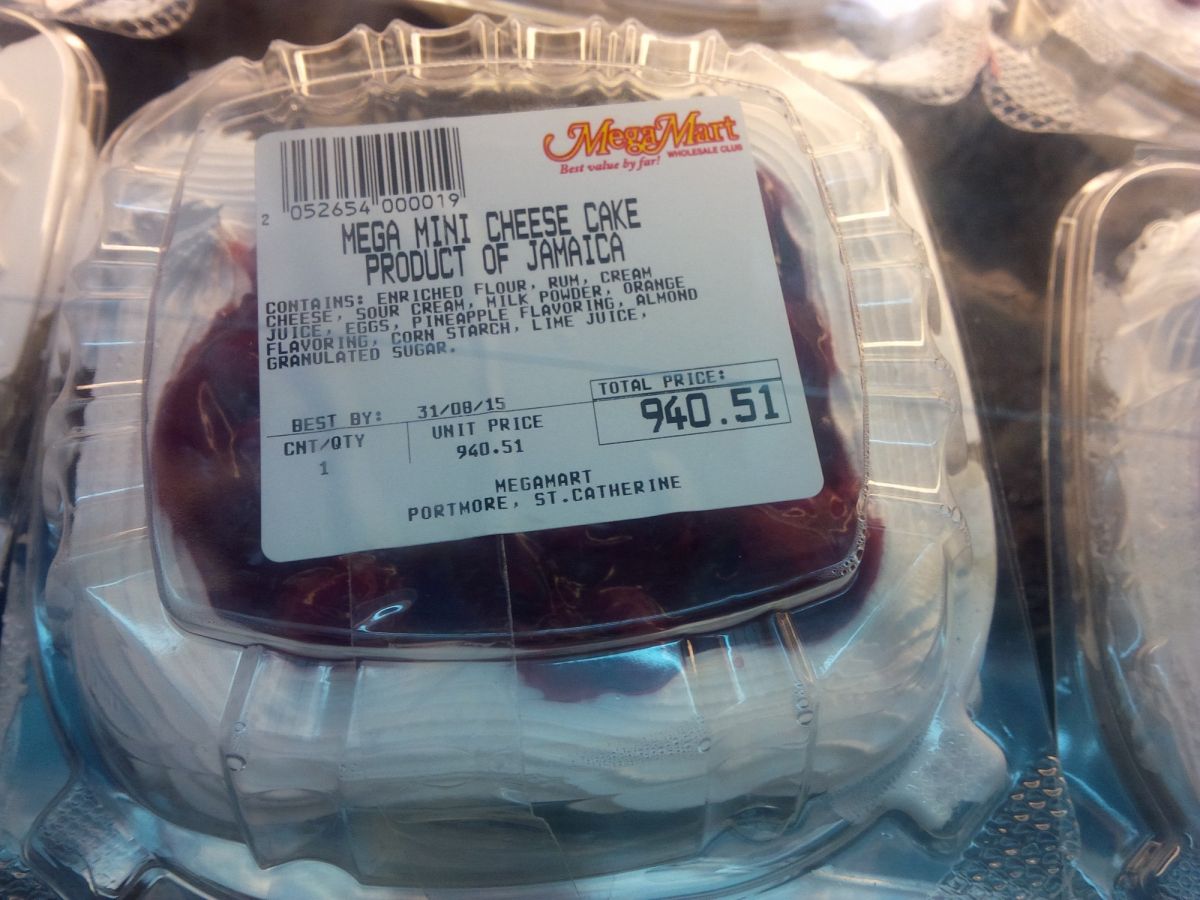 MegaMart
WHOLESALE CLUB
Best value by far!
2 052654 000019
MEGA MINI CHEESE CAKE
PRODUCT OF JAMAICA
CONTAINS: ENRICHED FLOUR, RUM, CREAM
CHEESE, SOUR CREAM, MILK POWDER, ORANGE
JUICE, EGGS, PINEAPPLE FLAVORING, ALMOND
FLAVORING, CORN STARCH, LIME JUICE,
GRANULATED SUGAR.
BEST BY: 31/08/15
TOTAL PRICE:
940.51
CNT/QTY UNIT PRICE
1 940.51
MEGAMART
PORTMORE, ST.CATHERINE